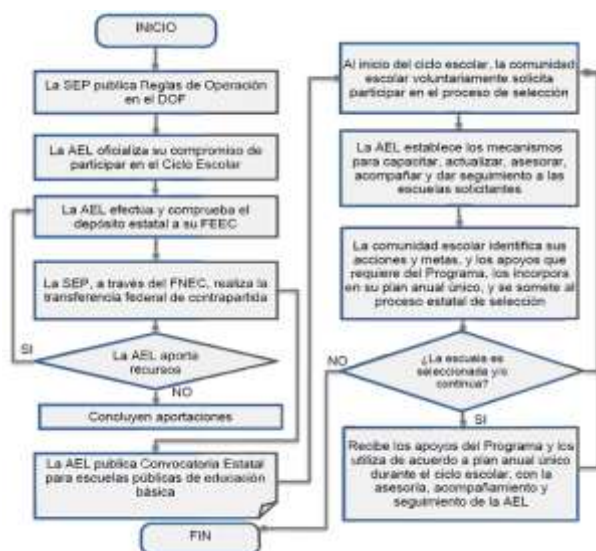 INICIO
La SEP publica Reglas de Operación
en el DOF
La AEL oficializa su compromiso de
participar en el Ciclo Escolar
La AEL efectúa y comprueba el
depósito estatal a su FEEC
La SEP, a través del FNEC, realiza la
transferencia federal de contrapartida
SI
La AEL aporta
recursos
NO
Concluyen aportaciones
La AEL publica Convocatoria Estatal
para escuelas públicas de educación
básica
FIN
Al inicio del ciclo escolar, la comunidad
escolar voluntariamente solicita
participar en el proceso de selección
La AEL establece los mecanismos
para capacitar, actualizar, asesorar,
acompañar y dar seguimiento a las
escuelas solicitantes
La comunidad escolar identifica sus
acciones y metas, y los apoyos que
requiere del Programa, los incorpora
en su plan anual único, y se somete al
proceso estatal de selección
NO
¿La escuela es
seleccionada y/o
continúa?
SI
Recibe los apoyos del Programa y los
utiliza de acuerdo a plan anual único
durante el ciclo escolar, con la
asesoría, acompañamiento y
seguimiento de la AEL